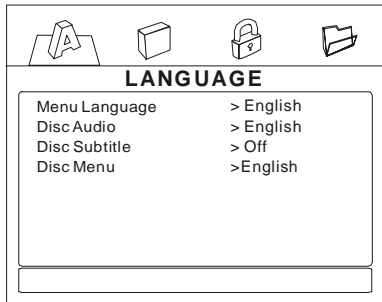 A
LANGUAGE
Menu Language > English
Disc Audio > English
Disc Subtitle > Off
Disc Menu >English